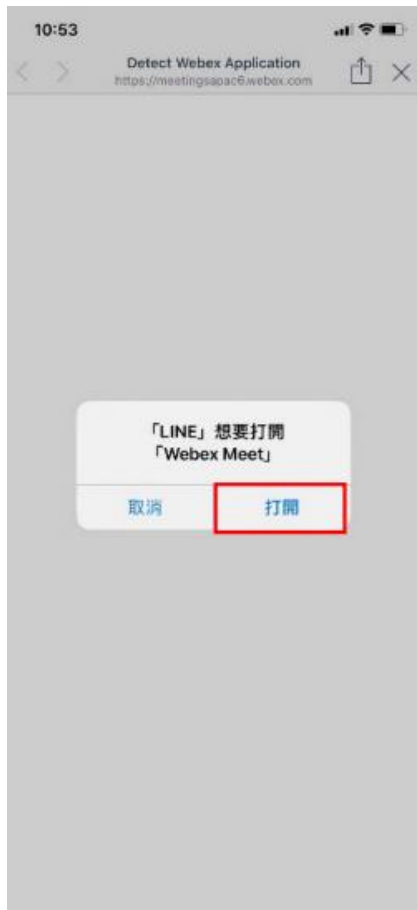 10:53
Detect Webex Application
https://meetingsapac6.webex.com
「LINE」想要打開
「Webex Meet」
取消
打開